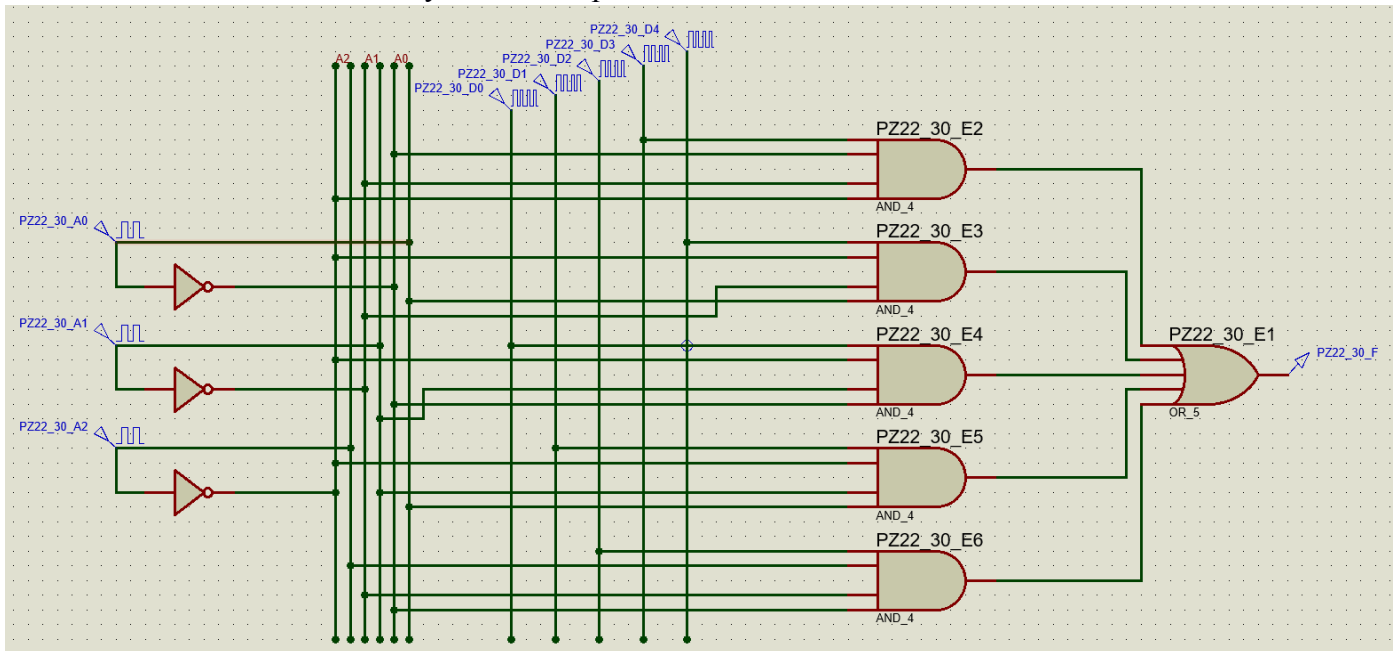 PZ22_30_D4
PZ22_30_D3
PZ22_30_D2
PZ22_30_D1
PZ22_30_D0
A2 A1 A0
PZ22_30_E2
AND_4
PZ22_30_A0
PZ22_30_E3
AND_4
PZ22_30_A1
PZ22_30_E4
AND_4
PZ22_30_E1
PZ22_30_F
OR_5
PZ22_30_A2
PZ22_30_E5
AND_4
PZ22_30_E6
AND_4